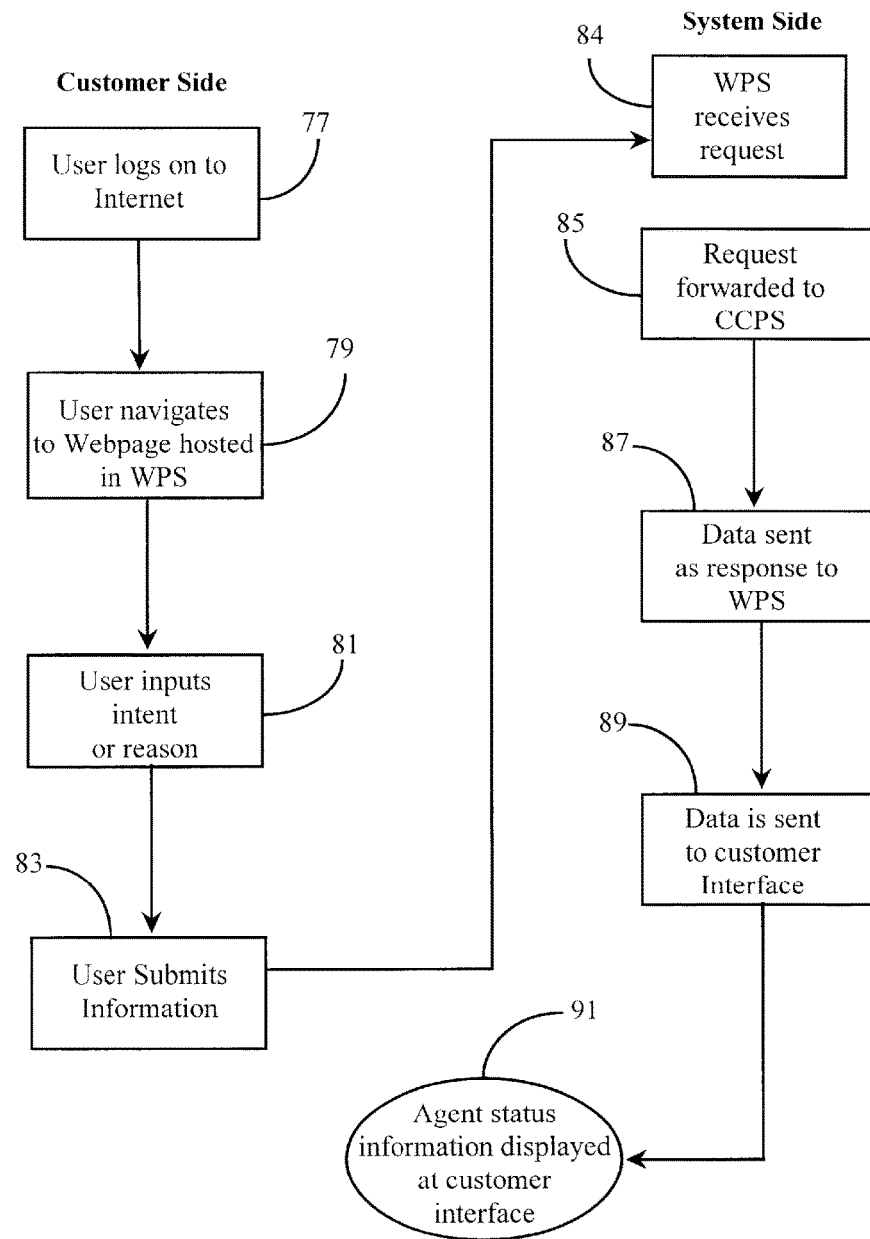 Customer Side
77
User logs on to
Internet
79
User navigates
to Webpage hosted
in WPS
81
User inputs
intent
or reason
83
User Submits
Information
System Side
84
WPS
receives
request
85
Request
forwarded to
CCPS
87
Data sent
as response to
WPS
89
Data is sent
to customer
Interface
91
Agent status
information displayed
at customer
interface